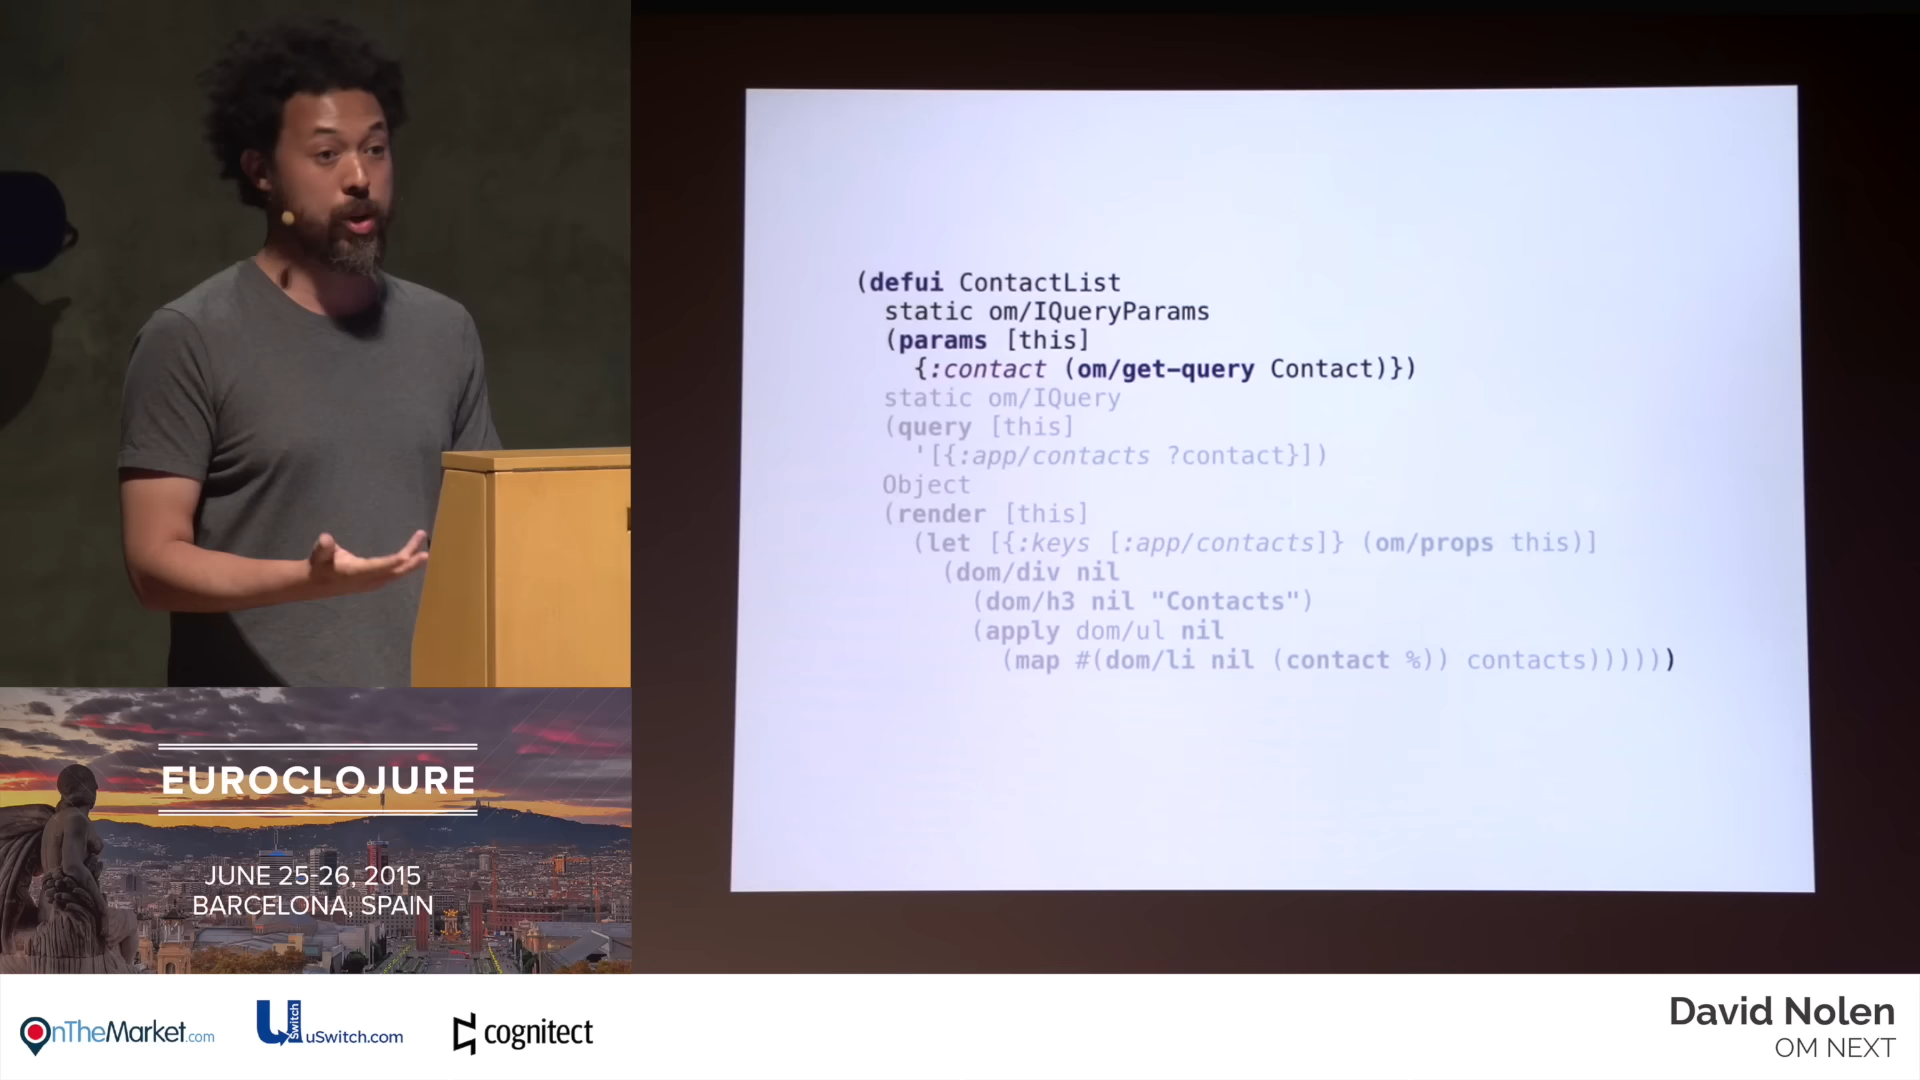 (defui ContactList
static om/IQueryParams
(params [this]
{:contact (om/get-query Contact)})
static om/IQuery
(query [this]
'[{:app/contacts ?contact}])
Object
(render [this]
(let [{:keys [:app/contacts]} (om/props this)]
(dom/div nil
(dom/h3 nil "Contacts")
(apply dom/ul nil
(map #(dom/li nil (contact %)) contacts))))))
EUROCLOJURE
JUNE 25-26, 2015
BARCELONA, SPAIN
OnTheMarket.com
uSwitch
uSwitch.com
cognitect
David Nolen
OM NEXT